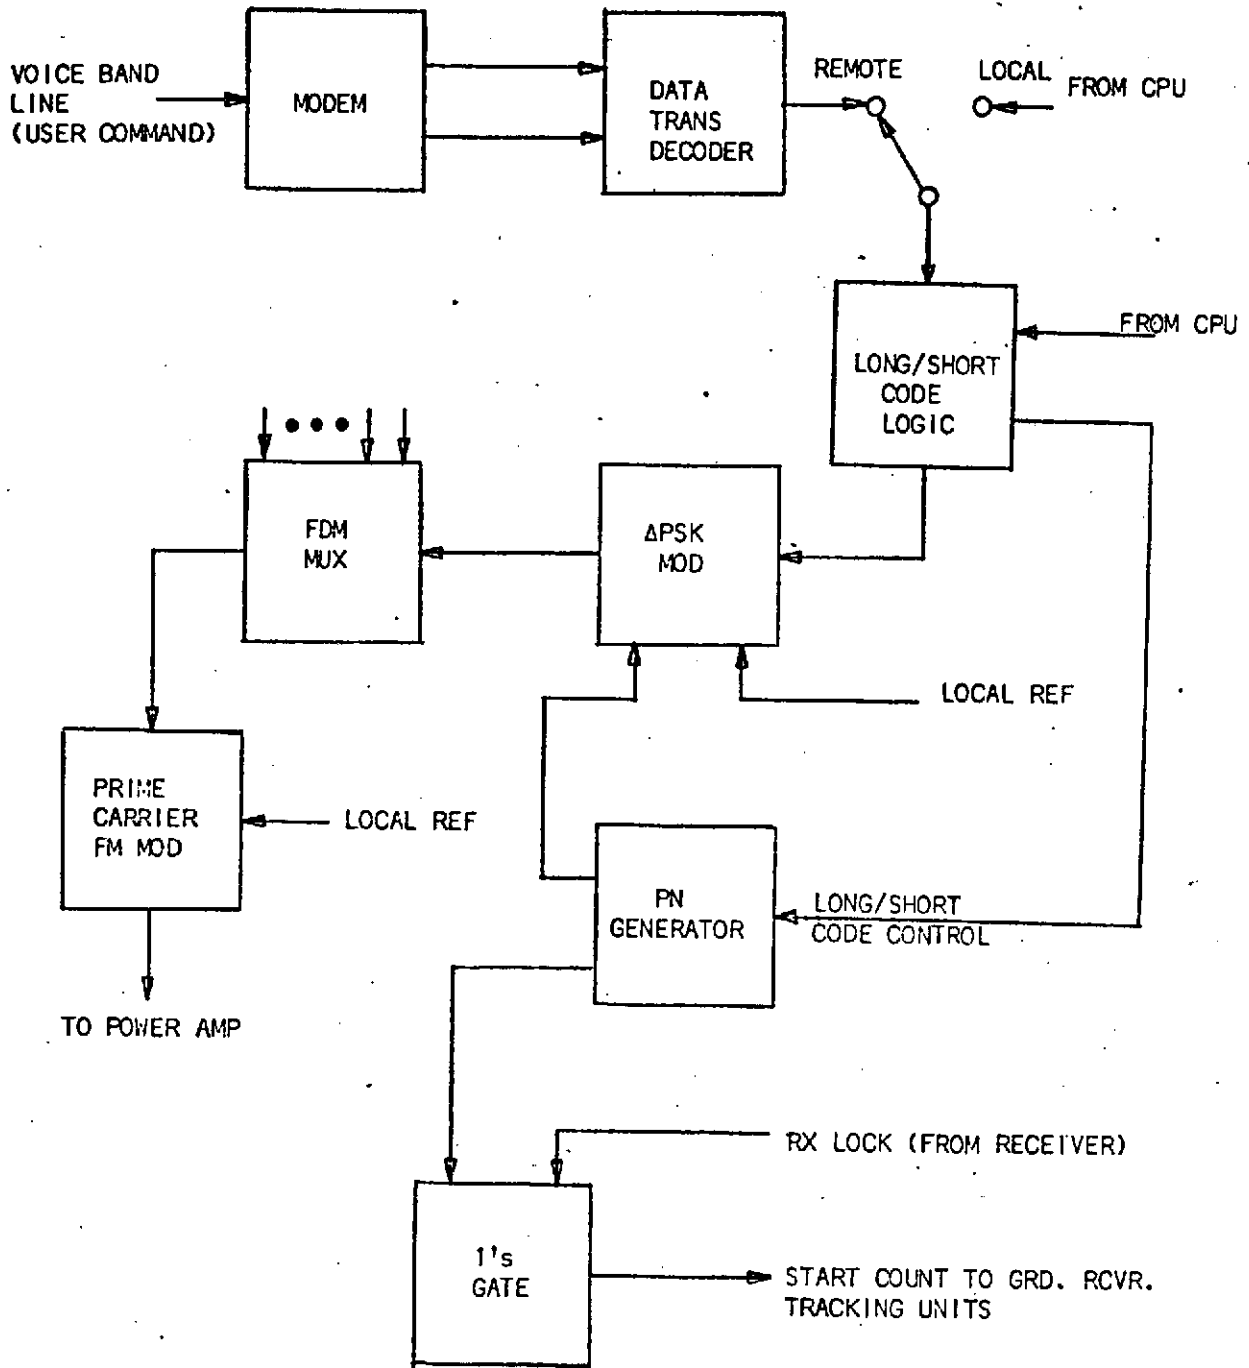 VOICE BAND
LINE
(USER COMMAND)
MODEM
DATA
TRANS
DECODER
REMOTE
LOCAL
FROM CPU
FROM CPU
LONG/SHORT
CODE
LOGIC
FDM
MUX
ΔPSK
MOD
LOCAL REF
PRIME
CARRIER
FM MOD
LOCAL REF
PN
GENERATOR
LONG/SHORT
CODE CONTROL
TO POWER AMP
RX LOCK (FROM RECEIVER)
1's
GATE
START COUNT TO GRD. RCVR.
TRACKING UNITS